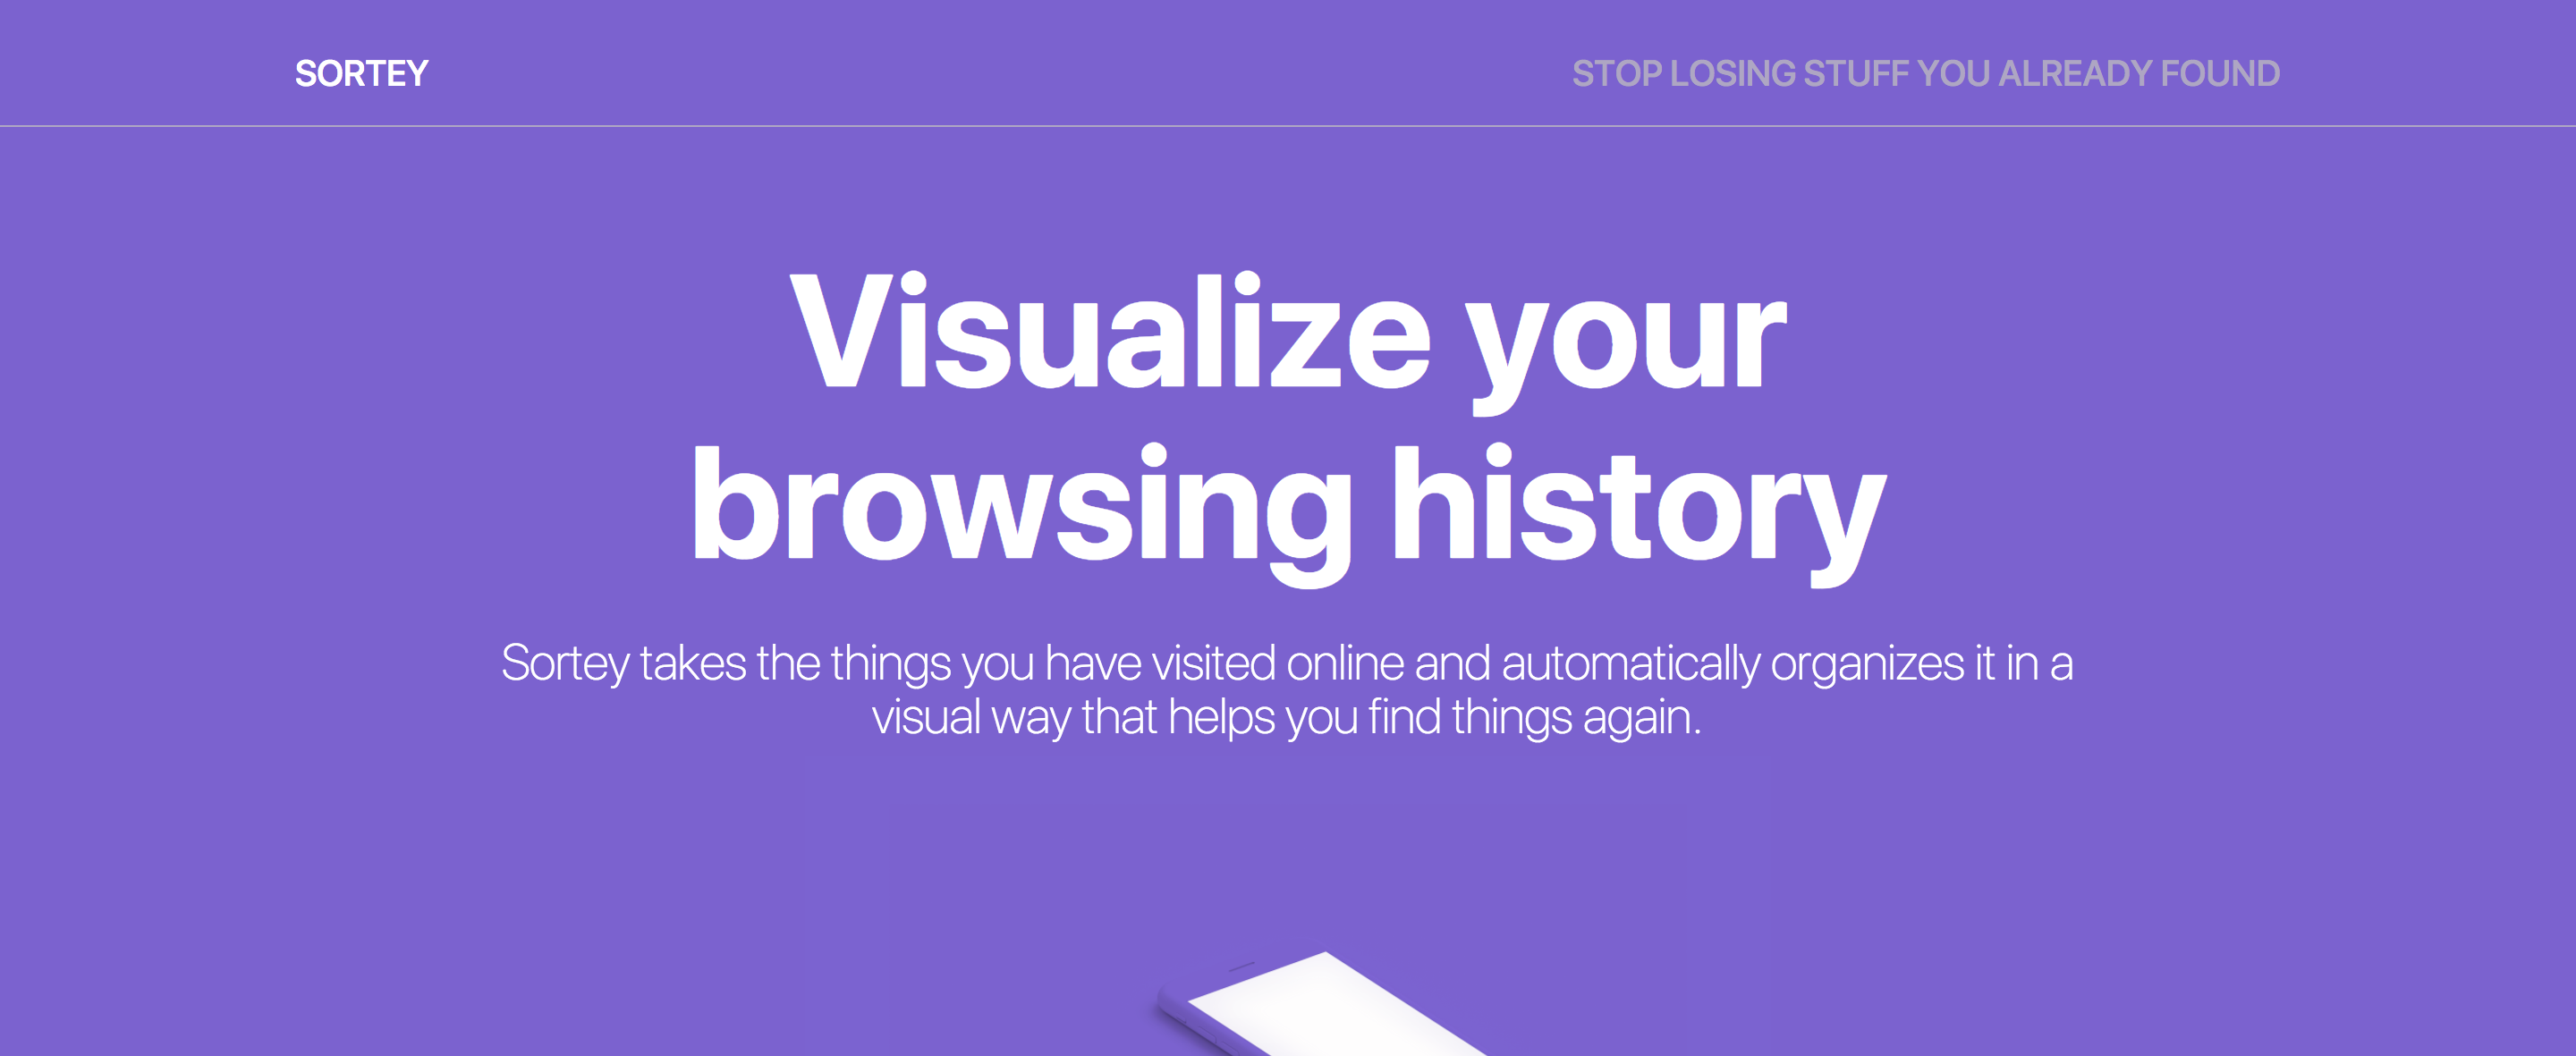 SORTEY
STOP LOSING STUFF YOU ALREADY FOUND
Visualize your
browsing history
Sortey takes the things you have visited online and automatically organizes it in a
visual way that helps you find things again.